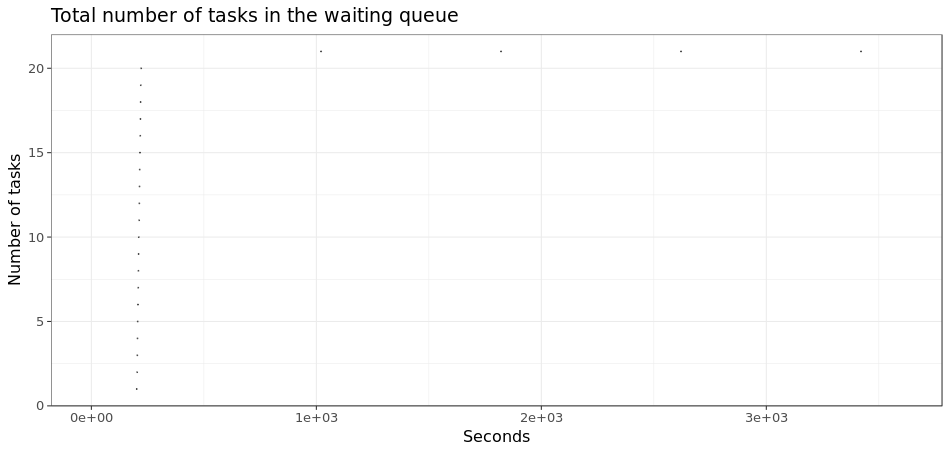 Total number of tasks in the waiting queue
Number of tasks
20
15
10
5
0
0e+00 1e+03 2e+03 3e+03
Seconds